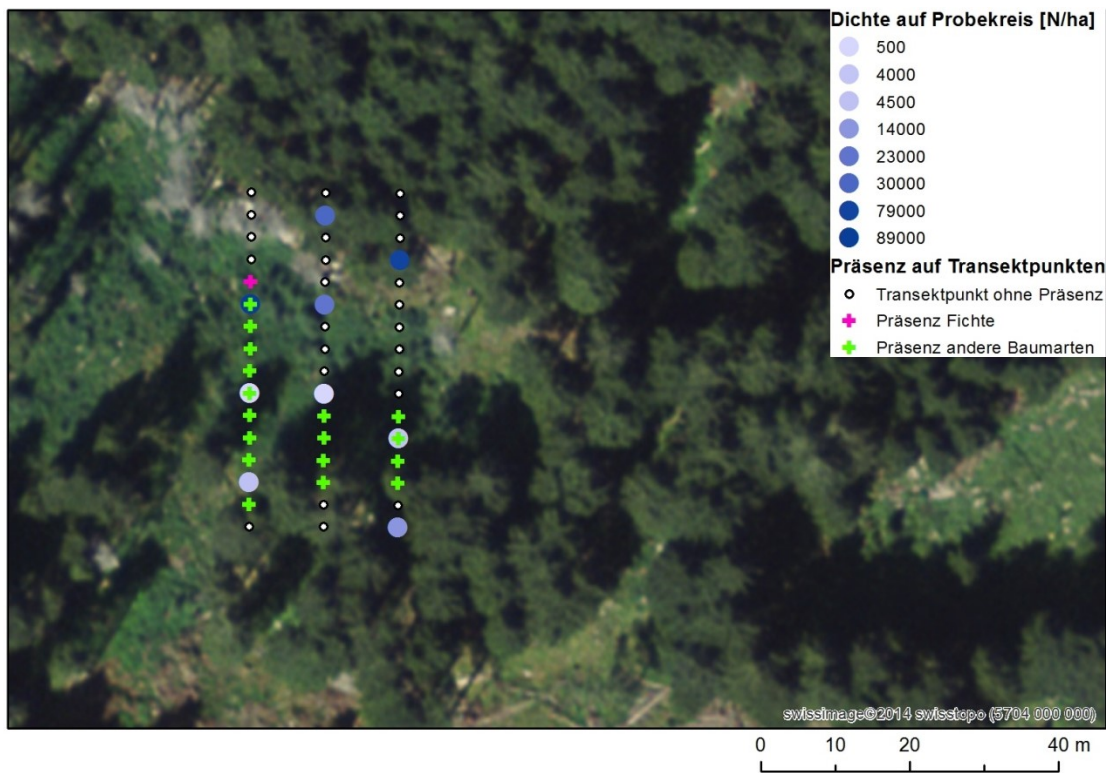 Dichte auf Probekreis [N/ha]
500
4000
4500
14000
23000
30000
79000
89000
Präsenz auf Transektpunkten
Transektpunkt ohne Präsenz
Präsenz Fichte
Präsenz andere Baumarten
swissimage©2014 swisstopo (5704 000 000)
0 10 20 40 m